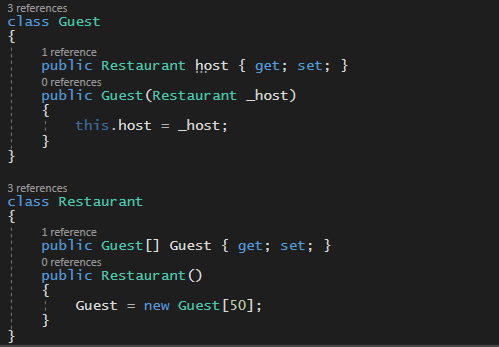 3 references
class Guest
{
1 reference
public Restaurant host { get; set; }
0 references
public Guest(Restaurant _host)
{
this.host = _host;
}
}
3 references
class Restaurant
{
1 reference
public Guest[] Guest { get; set; }
0 references
public Restaurant()
{
Guest = new Guest[50];
}
}